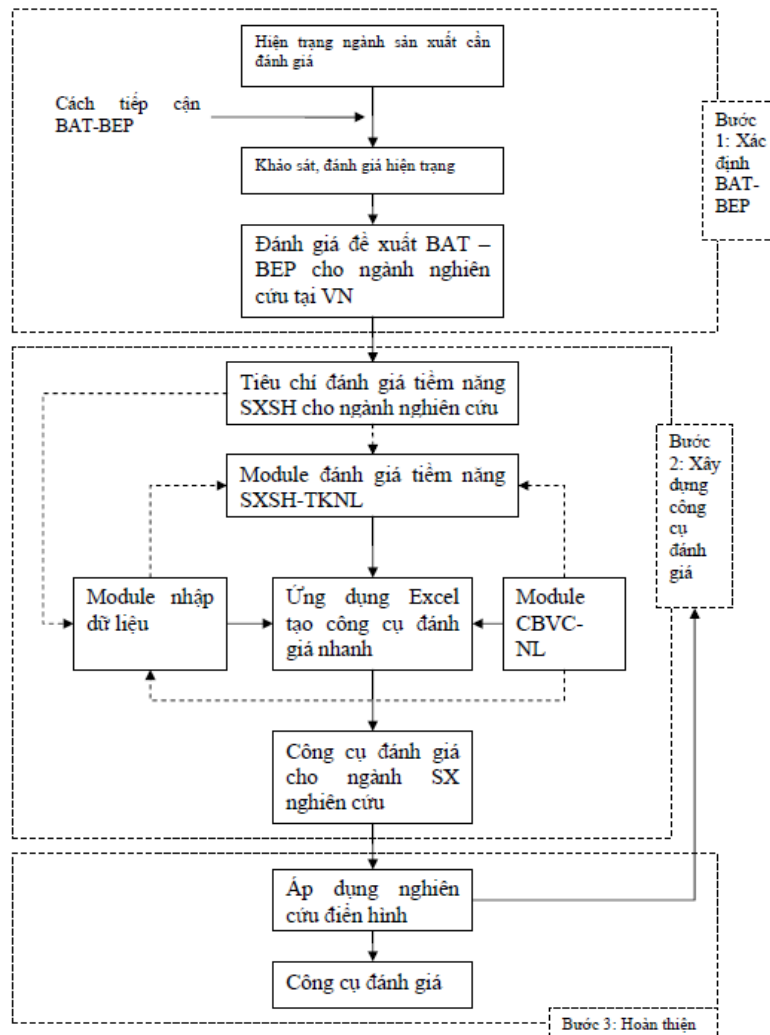 Hiện trạng ngành sản xuất cần
đánh giá
Cách tiếp cận
BAT-BEP
Bước
1: Xác
định
BAT-
BEP
Khảo sát, đánh giá hiện trạng
Đánh giá đề xuất BAT –
BEP cho ngành nghiên
cứu tại VN
Tiêu chí đánh giá tiềm năng
SXSH cho ngành nghiên cứu
Bước
2: Xây
dựng
công
cụ
đánh
giá
Module đánh giá tiềm năng
SXSH-TKNL
Module nhập
dữ liệu
Ứng dụng Excel
tạo công cụ đánh
giá nhanh
Module
CBVC-
NL
Công cụ đánh giá
cho ngành SX
nghiên cứu
Áp dụng nghiên
cứu điển hình
Công cụ đánh giá
Bước 3: Hoàn thiện